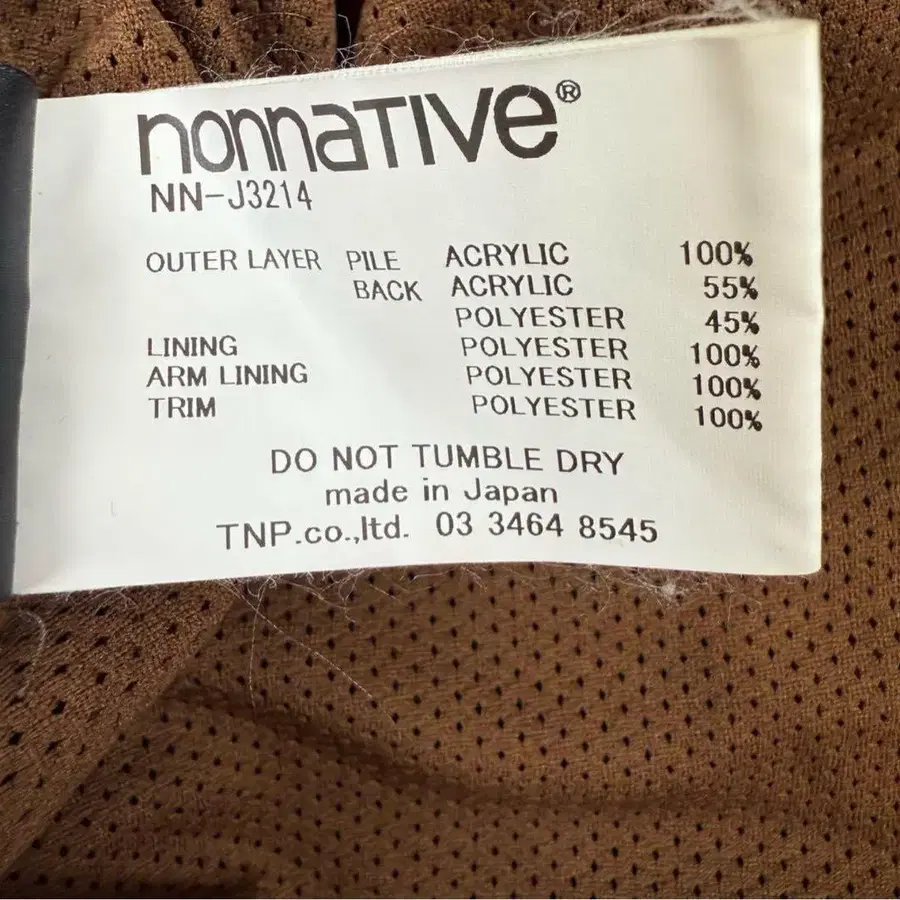 nonnaTIVe®
NN-J3214
OUTER LAYER PILE ACRYLIC 100%
BACK ACRYLIC 55%
POLYESTER 45%
LINING POLYESTER 100%
ARM LINING POLYESTER 100%
TRIM POLYESTER 100%
DO NOT TUMBLE DRY
made in Japan
TNP.co.,ltd. 03 3464 8545